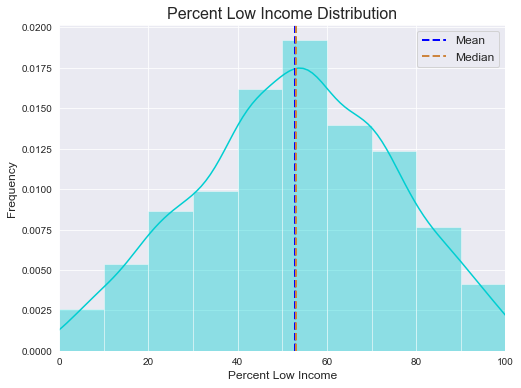 Percent Low Income Distribution
Mean
Median
Frequency
0.0200
0.0175
0.0150
0.0125
0.0100
0.0075
0.0050
0.0025
0.0000
0 20 40 60 80 100
Percent Low Income